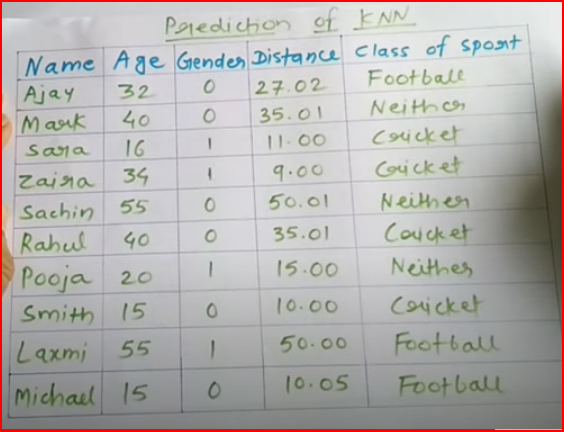 Prediction of KNN
Name Age Gender Distance Class of sport
Ajay 32 0 27.02 Football
Mark 40 0 35.01 Neither
Sara 16 1 11.00 Cricket
Zaira 34 1 9.00 Cricket
Sachin 55 0 50.01 Neither
Rahul 40 0 35.01 Cricket
Pooja 20 1 15.00 Neither
Smith 15 0 10.00 Cricket
Laxmi 55 1 50.00 Football
Michael 15 0 10.05 Football